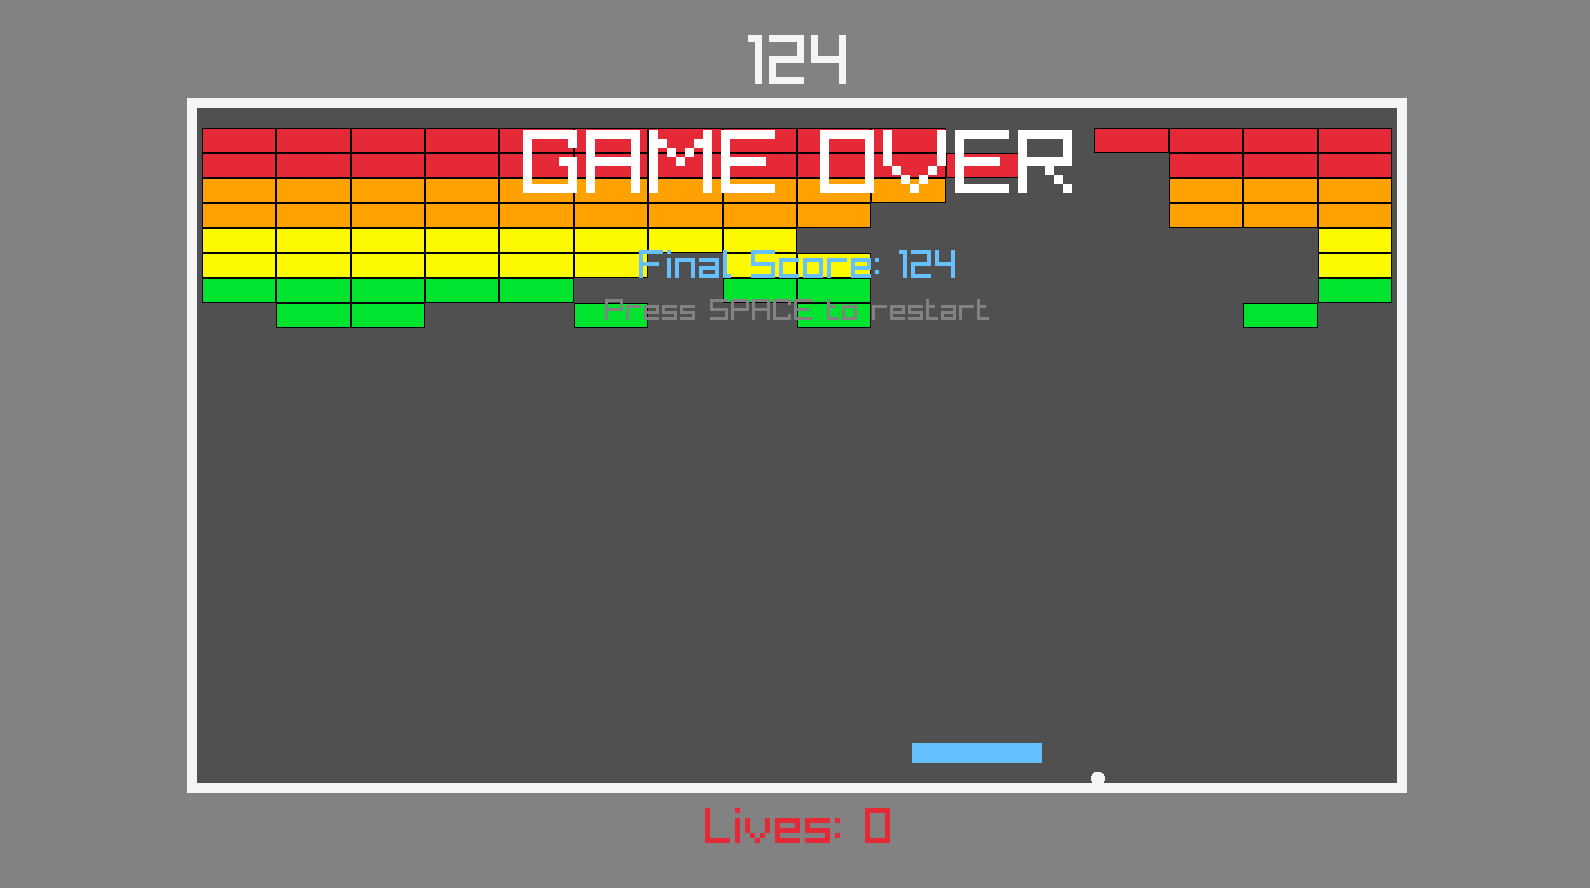 124
GAME OVER
Final Score: 124
Press SPACE to restart
Lives: 0